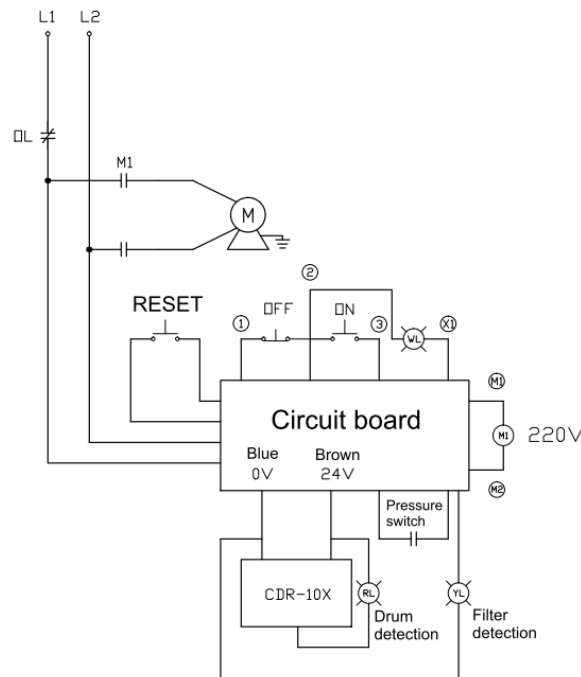 L1 L2
OL
M1
M
②
RESET
① OFF ON ③ WL X1
M1
Circuit board
M1 220V
Blue Brown
0V 24V
M2
Pressure
switch
CDR-10X RL YL
Drum
detection
Filter
detection